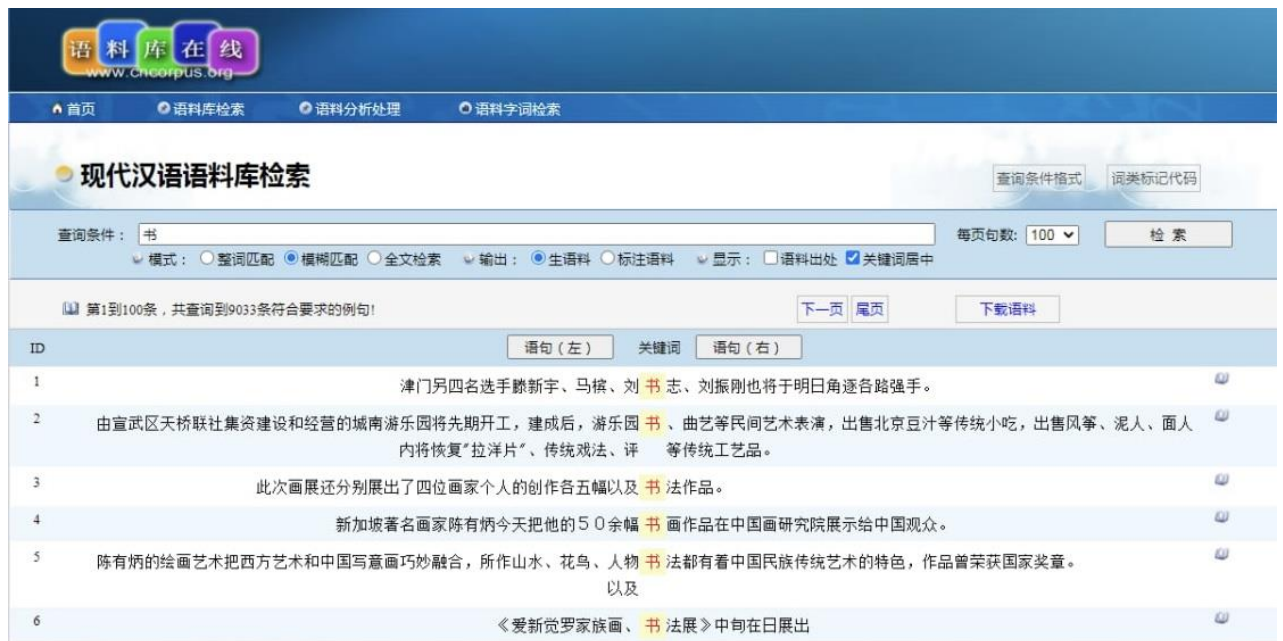 语料库在线
www.cncorpus.org
首页 语料库检索 语料分析处理 语料字词检索
现代汉语语料库检索
查询条件格式 词类标记代码
查询条件： 书 每页句数: 100 检 索
模式： 整词匹配 模糊匹配 全文检索 输出： 生语料 标注语料 显示： 语料出处 关键词居中
第1到100条，共查询到9033条符合要求的例句! 下一页 尾页 下载语料
ID 语句（左） 关键词 语句（右）
1 津门另四名选手滕新宇、马槟、刘 书 志、刘振刚也将于明日角逐各路强手。
2 由宣武区天桥联社集资建设和经营的城南游乐园将先期开工，建成后，游乐园 书 、曲艺等民间艺术表演，出售北京豆汁等传统小吃，出售风筝、泥人、面人
内将恢复“拉洋片”、传统戏法、评 等传统工艺品。
3 此次画展还分别展出了四位画家个人的创作各五幅以及 书 法作品。
4 新加坡著名画家陈有炳今天把他的５０余幅 书 画作品在中国画研究院展示给中国观众。
5 陈有炳的绘画艺术把西方艺术和中国写意画巧妙融合，所作山水、花鸟、人物 书 法都有着中国民族传统艺术的特色，作品曾荣获国家奖章。
以及
6 《爱新觉罗家族画、 书 法展》中旬在日展出